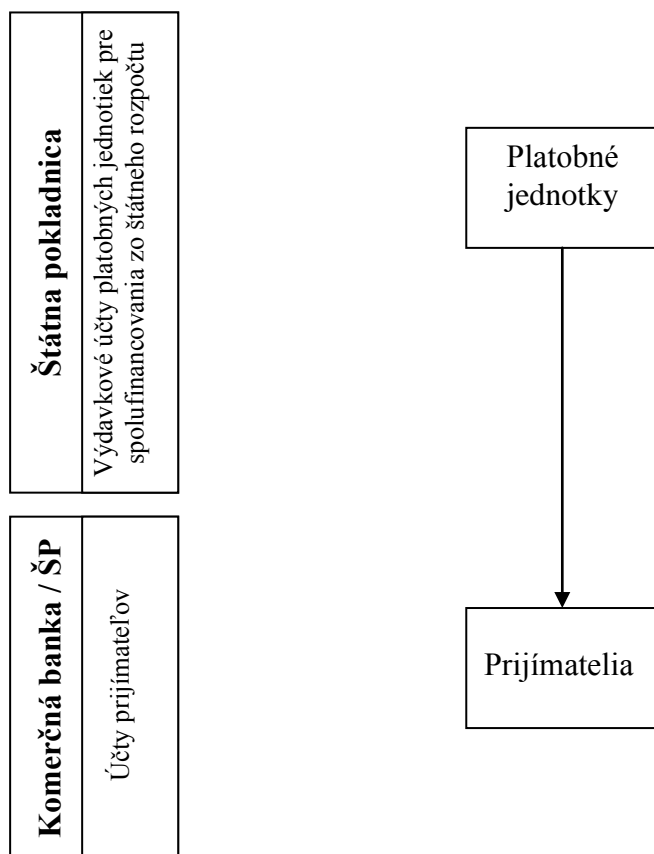 Štátna pokladnica
Výdavkové účty platobných jednotiek pre
spolufinancovania zo štátneho rozpočtu
Platobné
jednotky
Komerčná banka / ŠP
Účty prijímateľov
Prijímatelia